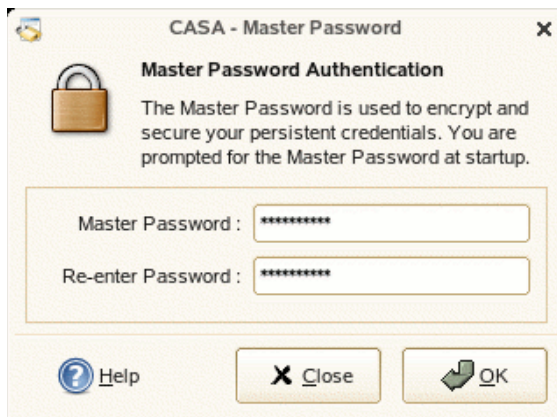 CASA - Master Password
Master Password Authentication
The Master Password is used to encrypt and
secure your persistent credentials. You are
prompted for the Master Password at startup.
Master Password : **********
Re-enter Password : **********
Help
Close
OK